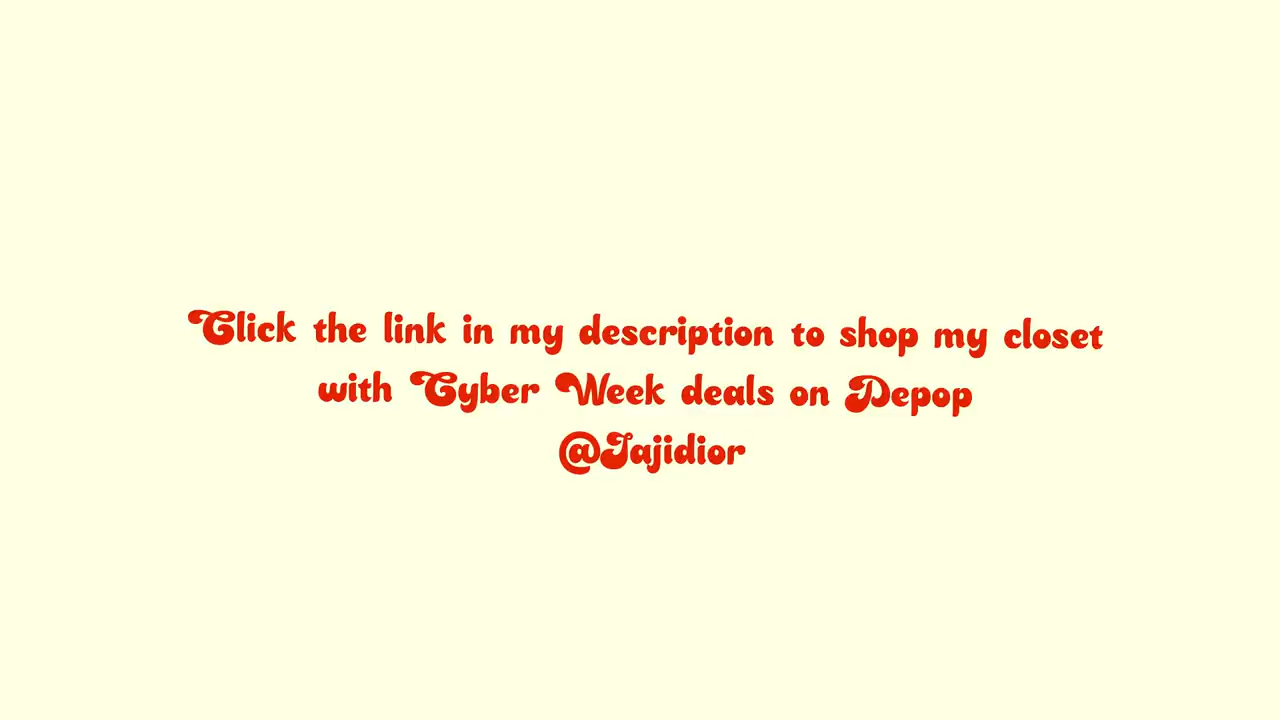 Click the link in my description to shop my closet
with Cyber Week deals on Depop
@Jajidior